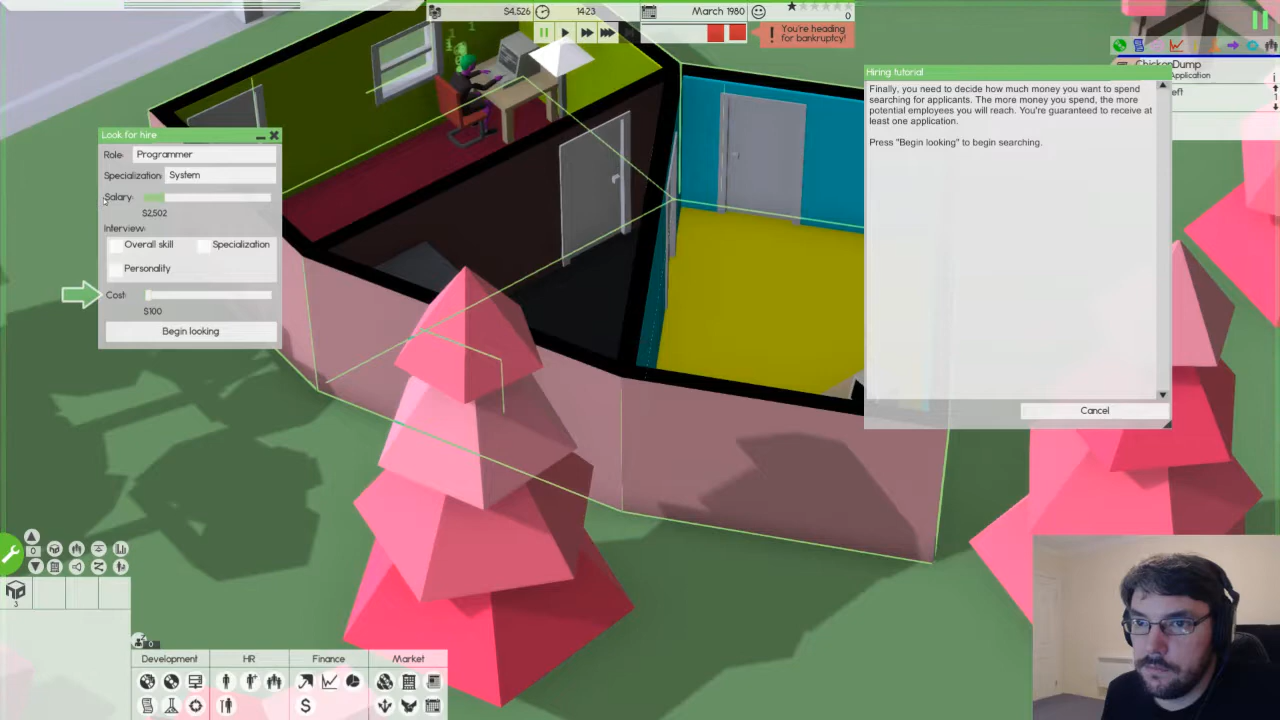 $4,526
1423
March 1980
0
You're heading
for bankruptcy!
ChickenDump
Application
Hiring tutorial
Finally, you need to decide how much money you want to spend
searching for applicants. The more money you spend, the more
potential employees you will reach. You're guaranteed to receive at
least one application.
Press "Begin looking" to begin searching.
Cancel
Look for hire
Role: Programmer
Specialization: System
Salary:
$2,502
Interview:
Overall skill
Specialization
Personality
Cost:
$100
Begin looking
0
3
0
Development
HR
Finance
Market